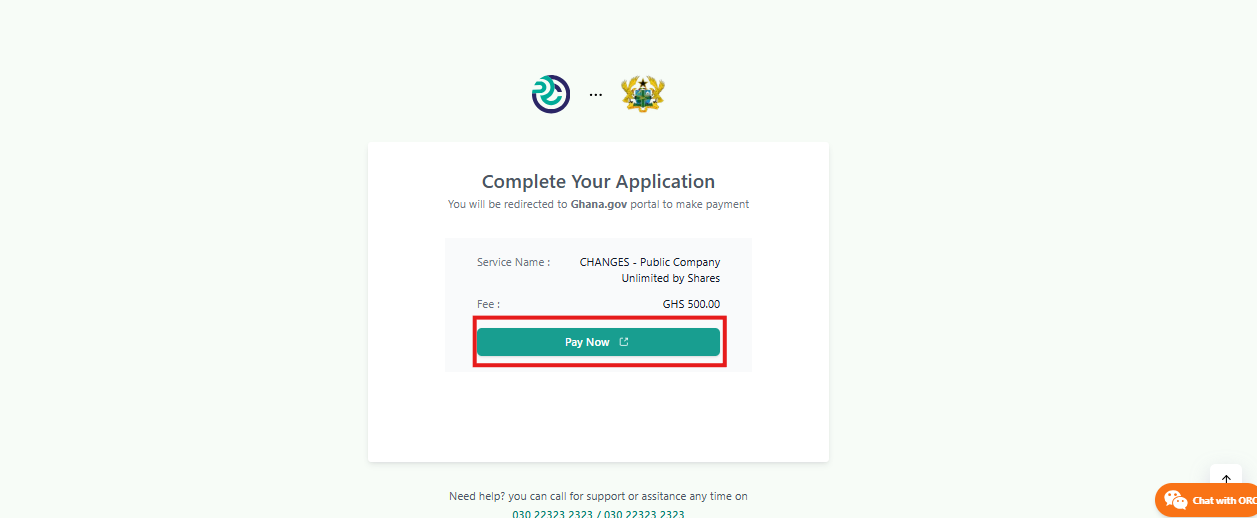 Complete Your Application
You will be redirected to Ghana.gov portal to make payment
Service Name :
CHANGES - Public Company
Unlimited by Shares
Fee :
GHS 500.00
Pay Now
Need help? you can call for support or assitance any time on
030 22323 2323 / 030 22323 2323
Chat with ORC